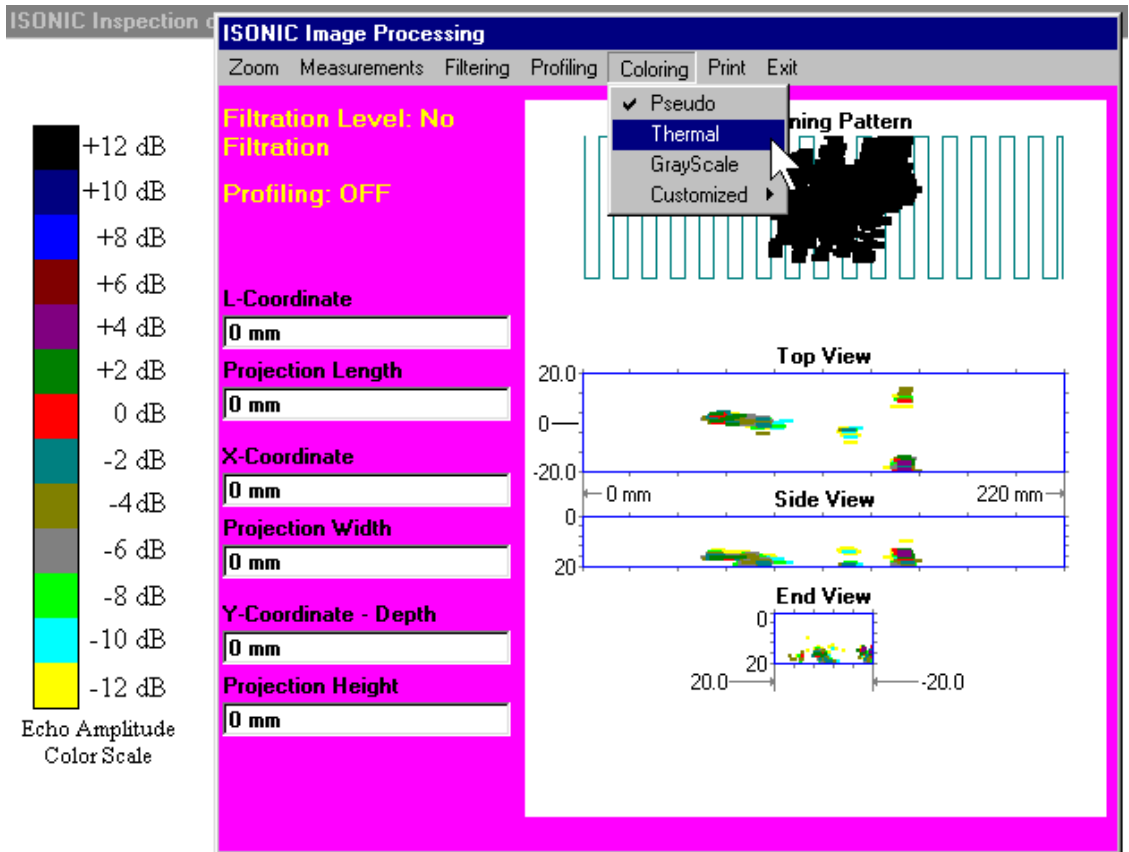 ISONIC Inspection
ISONIC Image Processing
Zoom Measurements Filtering Profiling Coloring Print Exit
Pseudo
Thermal
GrayScale
Customized
Filtration Level: No
Filtration
Profiling: OFF
+12 dB
+10 dB
+8 dB
+6 dB
+4 dB
+2 dB
0 dB
-2 dB
-4 dB
-6 dB
-8 dB
-10 dB
-12 dB
Echo Amplitude
Color Scale
L-Coordinate
0 mm
Projection Length
0 mm
X-Coordinate
0 mm
Projection Width
0 mm
Y-Coordinate - Depth
0 mm
Projection Height
0 mm
ning Pattern
Top View
20.0
0
-20.0
0 mm
220 mm
Side View
0
20
End View
0
20
20.0
-20.0